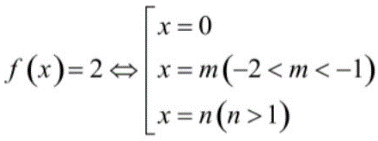 x = 0
f(x) = 2 ⇔ [ x = m(−2 < m < −1)
x = n(n > 1)